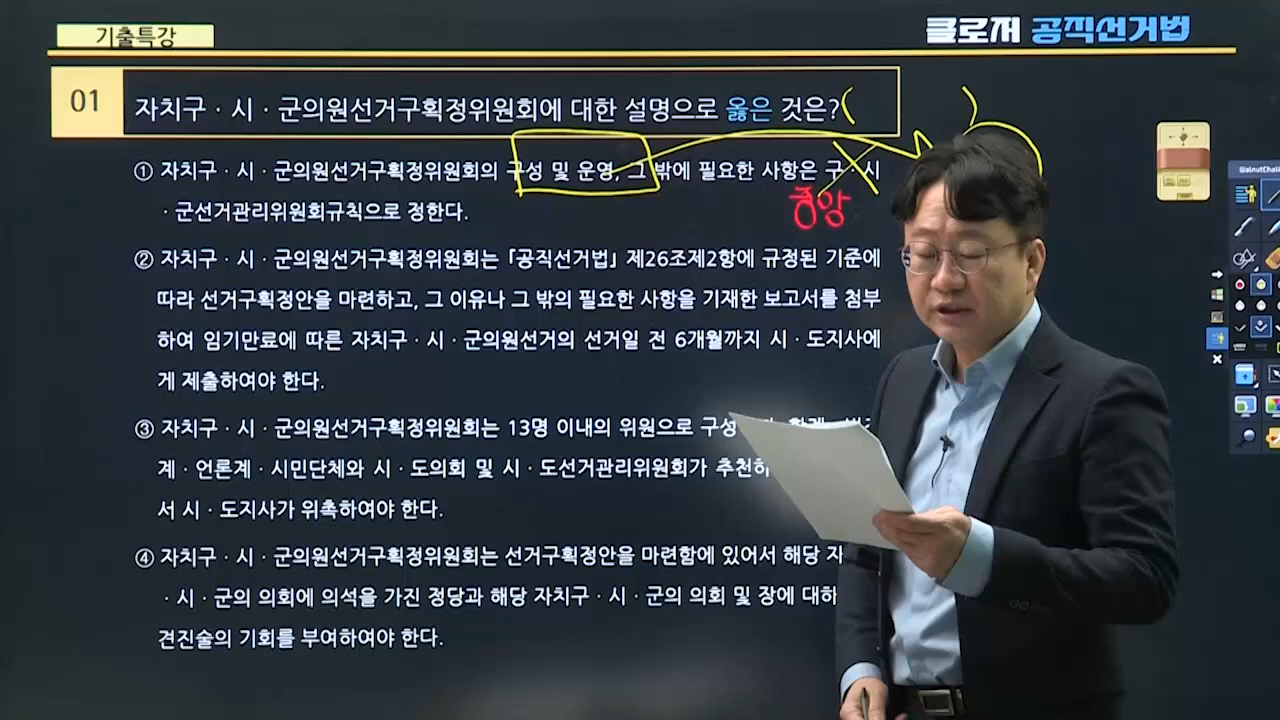 기출특강
클로저 공직선거법
01
자치구 · 시 · 군의원선거구획정위원회에 대한 설명으로 옳은 것은?(
① 자치구 · 시 · 군의원선거구획정위원회의 구성 및 운영, 그 밖에 필요한 사항은 구 · 시
· 군선거관리위원회규칙으로 정한다.
중앙
② 자치구 · 시 · 군의원선거구획정위원회는 「공직선거법」 제26조제2항에 규정된 기준에
따라 선거구획정안을 마련하고, 그 이유나 그 밖의 필요한 사항을 기재한 보고서를 첨부
하여 임기만료에 따른 자치구 · 시 · 군의원선거의 선거일 전 6개월까지 시 · 도지사에
게 제출하여야 한다.
③ 자치구 · 시 · 군의원선거구획정위원회는 13명 이내의 위원으로 구성
계 · 언론계 · 시민단체와 시 · 도의회 및 시 · 도선거관리위원회가 추천하
서 시 · 도지사가 위촉하여야 한다.
④ 자치구 · 시 · 군의원선거구획정위원회는 선거구획정안을 마련함에 있어서 해당 자
· 시 · 군의 의회에 의석을 가진 정당과 해당 자치구 · 시 · 군의 의회 및 장에 대하
견진술의 기회를 부여하여야 한다.